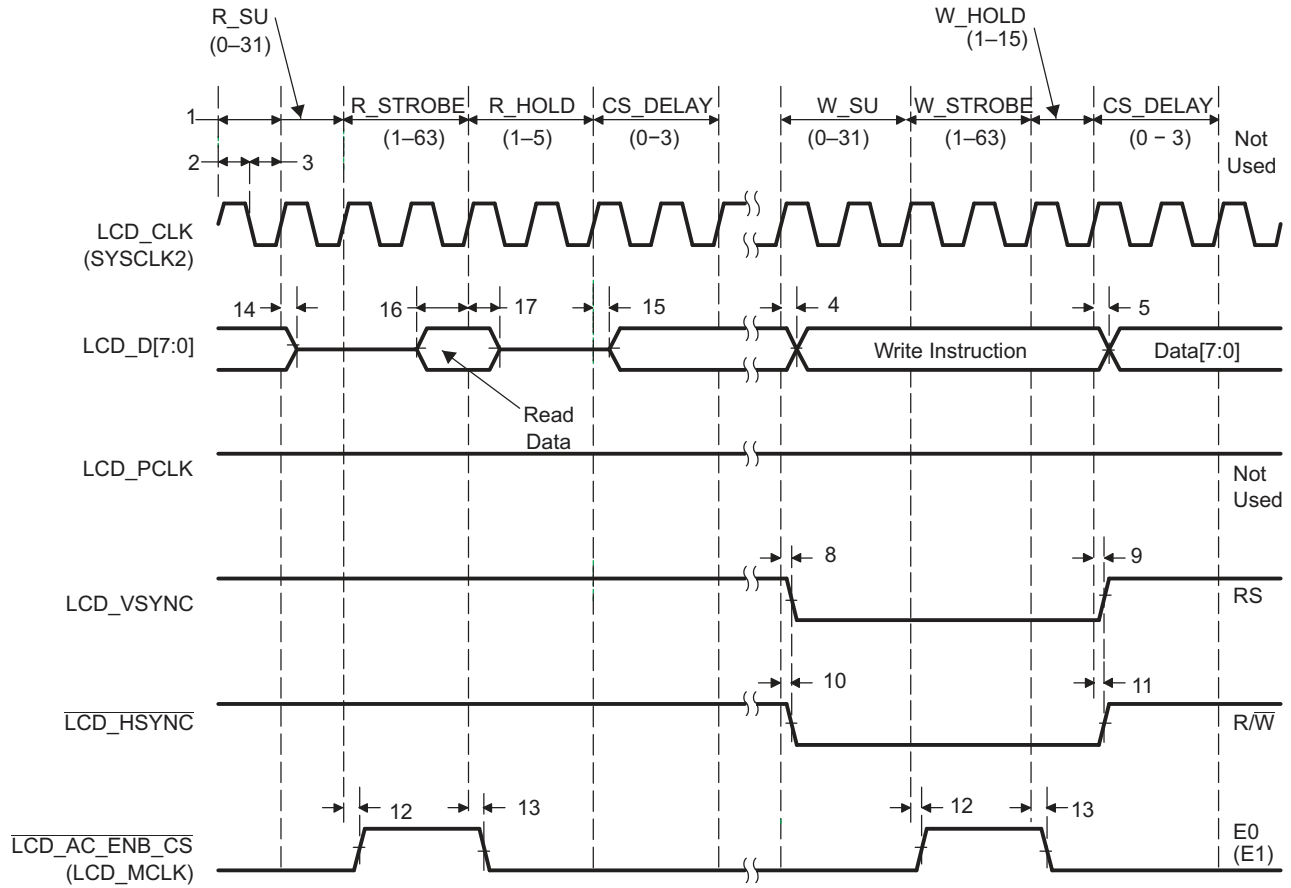 R_SU
(0–31)
W_HOLD
(1–15)
1
R_STROBE
(1–63)
R_HOLD
(1–5)
CS_DELAY
(0–3)
W_SU
(0–31)
W_STROBE
(1–63)
CS_DELAY
(0 − 3)
Not
Used
2
3
LCD_CLK
(SYSCLK2)
14
16
17
15
4
5
LCD_D[7:0]
Write Instruction
Data[7:0]
Read
Data
LCD_PCLK
Not
Used
8
9
LCD_VSYNC
RS
10
11
LCD_HSYNC
R/W
12
13
12
13
LCD_AC_ENB_CS
(LCD_MCLK)
E0
(E1)